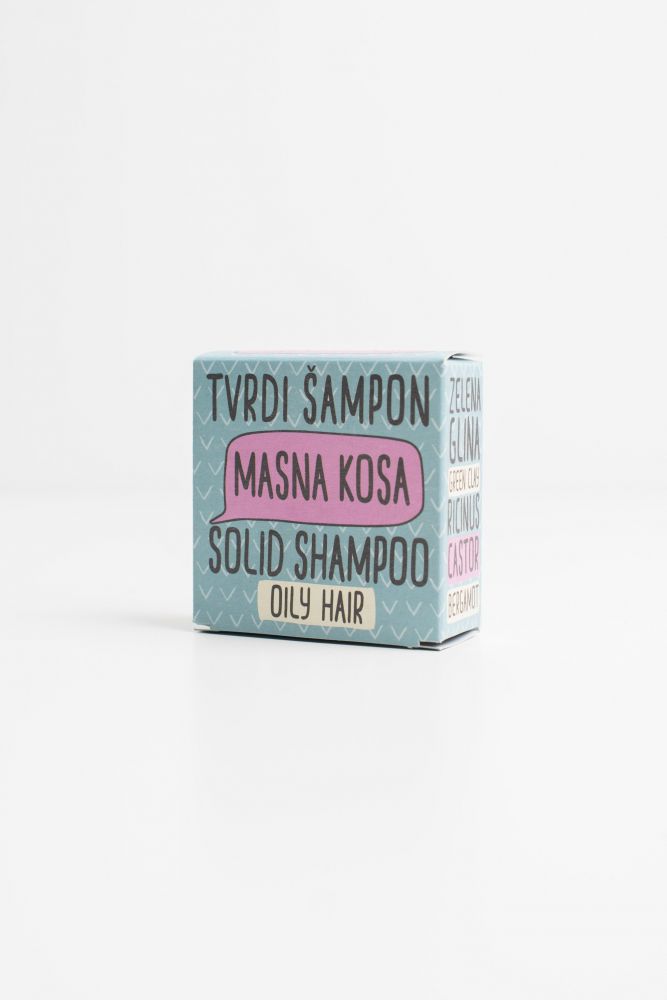 TVRDI ŠAMPON
MASNA KOSA
SOLID SHAMPOO
OILY HAIR
ZELENA
GLINA
GREEN CLAY
RICINUS
CASTOR
BERGAMOT